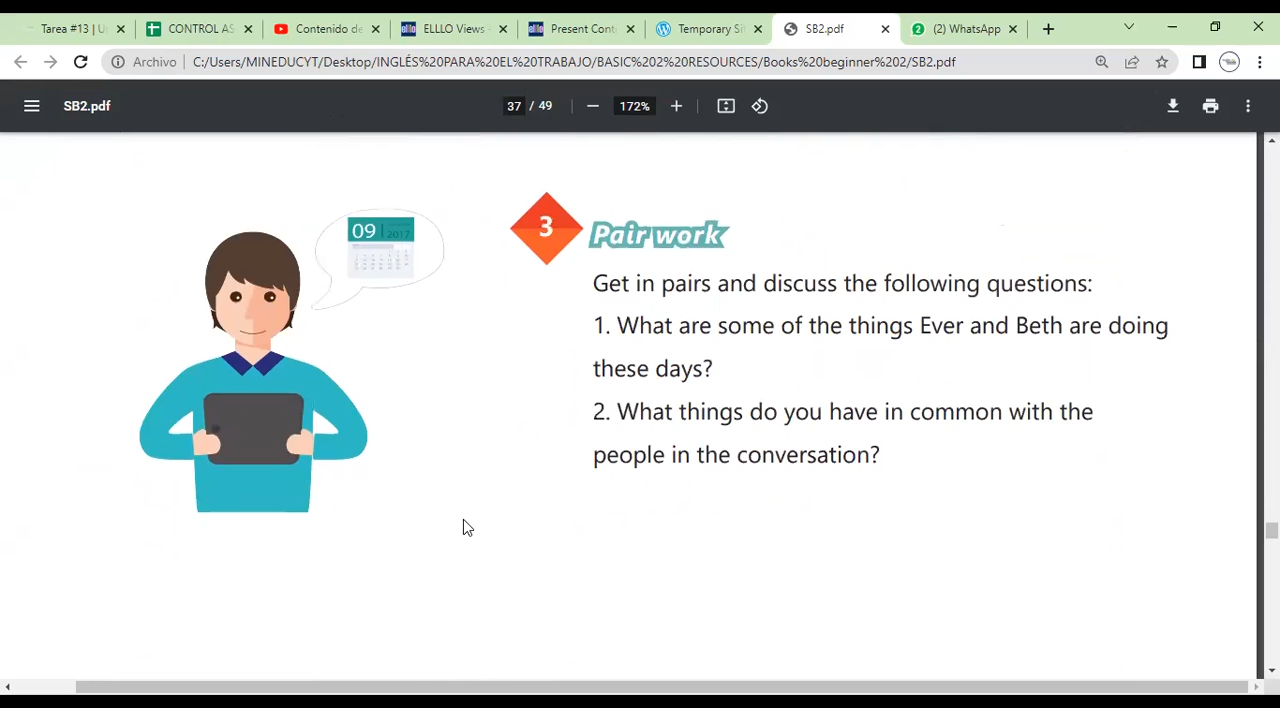 Tarea #13 | U
CONTROL AS
Contenido de
elllo
ELLLO Views
elllo
Present Cont
Temporary Si
SB2.pdf
2
(2) WhatsApp
Archivo | C:/Users/MINEDUCYT/Desktop/INGLÉS%20PARA%20EL%20TRABAJO/BASIC%202%20RESOURCES/Books%20beginner%202/SB2.pdf
SB2.pdf
37 / 49
172%
09
2017
3
Pair work
Get in pairs and discuss the following questions:
1. What are some of the things Ever and Beth are doing
these days?
2. What things do you have in common with the
people in the conversation?